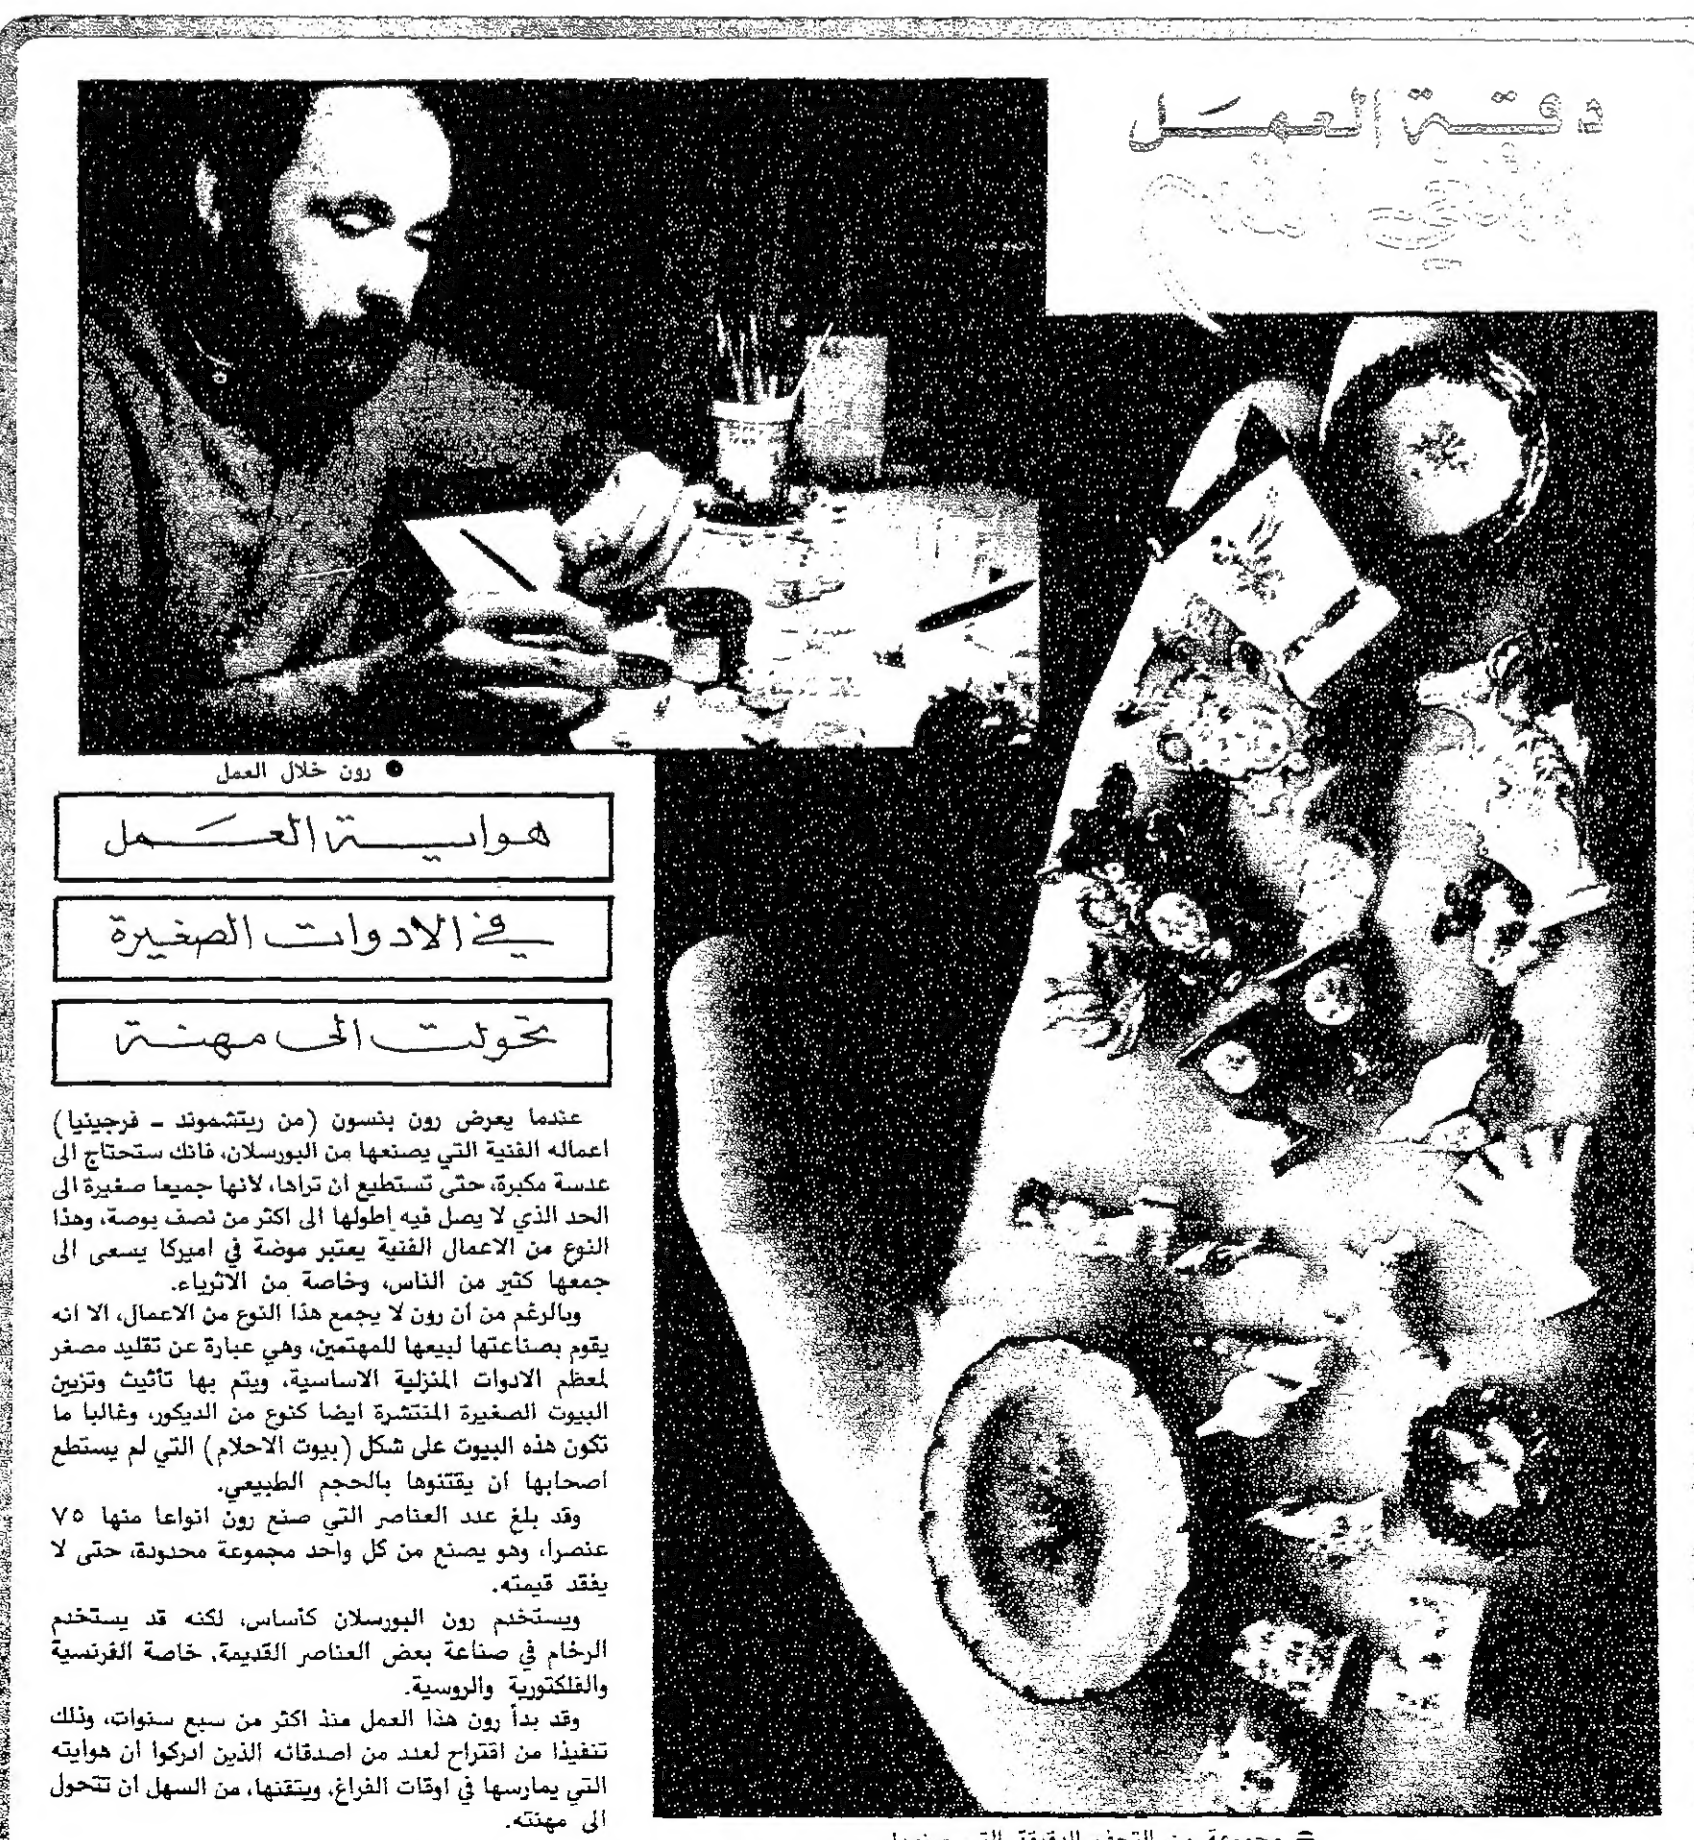 دقة العمل
● رون خلال العمل
هواية العمل
في الادوات الصغيرة
تحولت الى مهنة
عندما يعرض رون بنسون (من ريتشموند - فرجينيا)
اعماله الفنية التي يصنعها من البورسلان، فانك ستحتاج الى
عدسة مكبرة، حتى تستطيع ان تراها، لانها جميعا صغيرة الى
الحد الذي لا يصل فيه اطولها الى اكثر من نصف بوصة، وهذا
النوع من الاعمال الفنية يعتبر موضة في اميركا يسعى الى
جمعها كثير من الناس، وخاصة من الاثرياء.
وبالرغم من ان رون لا يجمع هذا النوع من الاعمال، الا انه
يقوم بصناعتها لبيعها للمهتمين، وهي عبارة عن تقليد مصغر
لمعظم الادوات المنزلية الاساسية، ويتم بها تأثيث وتزيين
البيوت الصغيرة المنتشرة ايضا كنوع من الديكور، وغالبا ما
تكون هذه البيوت على شكل (بيوت الاحلام) التي لم يستطع
اصحابها ان يقتنوها بالحجم الطبيعي.
وقد بلغ عدد العناصر التي صنع رون انواعا منها ٧٥
عنصرا، وهو يصنع من كل واحد مجموعة محدودة، حتى لا
يفقد قيمته.
ويستخدم رون البورسلان كأساس، لكنه قد يستخدم
الرخام في صناعة بعض العناصر القديمة، خاصة الفرنسية
والفلكتورية والروسية.
وقد بدأ رون هذا العمل منذ اكثر من سبع سنوات، وذلك
تنفيذا من اقتراح لعدد من اصدقائه الذين ادركوا ان هوايته
التي يمارسها في اوقات الفراغ، ويتقنها، من السهل ان تتحول
الى مهنته.
مجموعة من التحف الدقيقة التي